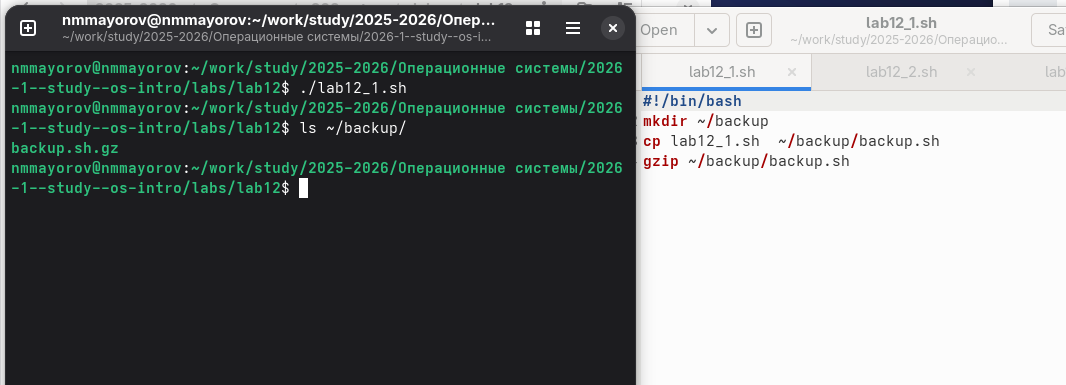 nmmayorov@nmmayorov:~/work/study/2025-2026/Опер...
~/work/study/2025-2026/Операционные системы/2026-1--study--os-i...
nmmayorov@nmmayorov:~/work/study/2025-2026/Операционные системы/2026
-1--study--os-intro/labs/lab12$ ./lab12_1.sh
nmmayorov@nmmayorov:~/work/study/2025-2026/Операционные системы/2026
-1--study--os-intro/labs/lab12$ ls ~/backup/
backup.sh.gz
nmmayorov@nmmayorov:~/work/study/2025-2026/Операционные системы/2026
-1--study--os-intro/labs/lab12$
Open
lab12_1.sh
~/work/study/2025-2026/Операцио...
Sa
lab12_1.sh
lab12_2.sh
lab
#!/bin/bash
mkdir ~/backup
cp lab12_1.sh  ~/backup/backup.sh
gzip ~/backup/backup.sh